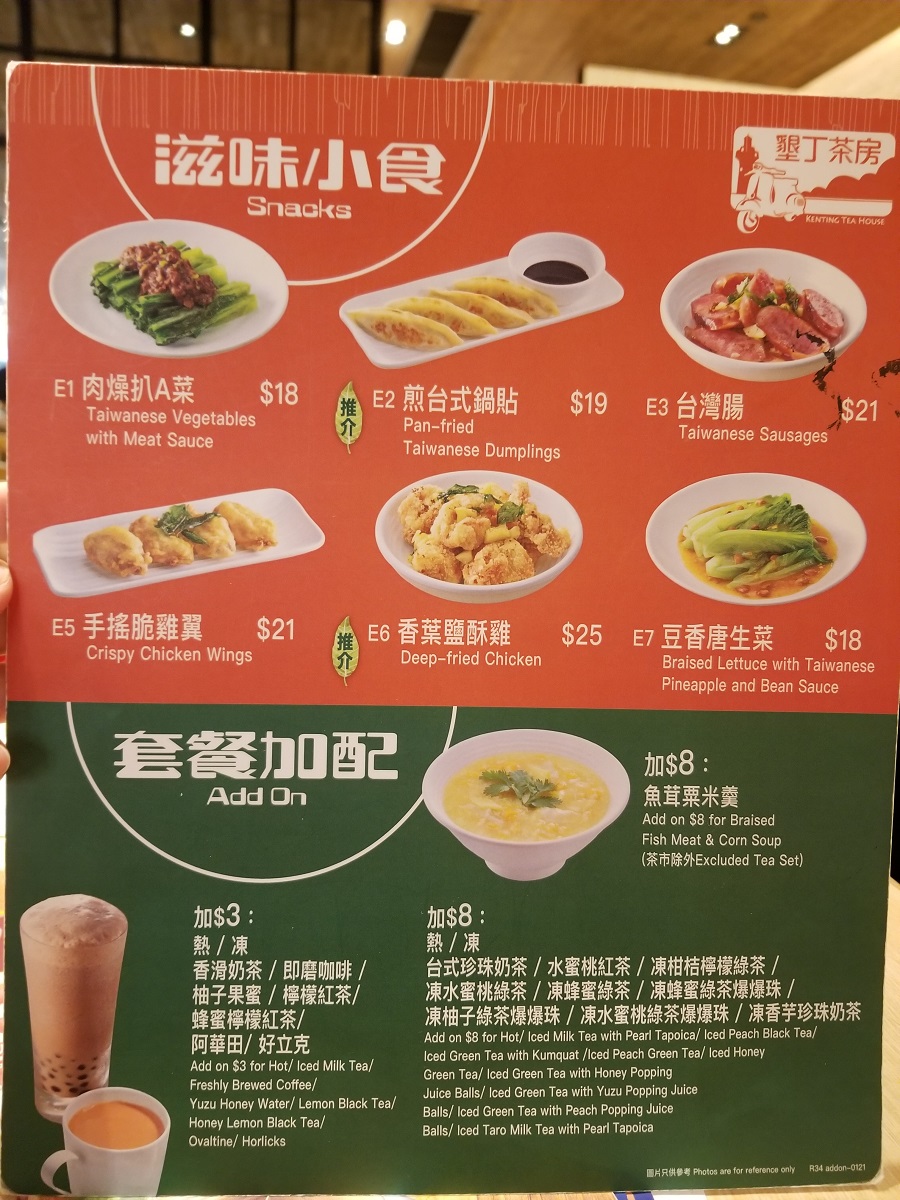 滋味小食
Snacks
墾丁茶房
KENTING TEA HOUSE
E1 肉燥扒A菜 $18
Taiwanese Vegetables
with Meat Sauce
推介
E2 煎台式鍋貼 $19
Pan-fried
Taiwanese Dumplings
E3 台灣腸 $21
Taiwanese Sausages
E5 手搖脆雞翼 $21
Crispy Chicken Wings
推介
E6 香葉鹽酥雞 $25
Deep-fried Chicken
E7 豆香唐生菜 $18
Braised Lettuce with Taiwanese
Pineapple and Bean Sauce
套餐加配
Add On
加$8：
魚茸粟米羹
Add on $8 for Braised
Fish Meat & Corn Soup
(茶市除外Excluded Tea Set)
加$3：
熱 / 凍
香滑奶茶 / 即磨咖啡 /
柚子果蜜 / 檸檬紅茶/
蜂蜜檸檬紅茶/
阿華田/ 好立克
Add on $3 for Hot/ Iced Milk Tea/
Freshly Brewed Coffee/
Yuzu Honey Water/ Lemon Black Tea/
Honey Lemon Black Tea/
Ovaltine/ Horlicks
加$8：
熱 / 凍
台式珍珠奶茶 / 水蜜桃紅茶 / 凍柑桔檸檬綠茶 /
凍水蜜桃綠茶 / 凍蜂蜜綠茶 / 凍蜂蜜綠茶爆爆珠 /
凍柚子綠茶爆爆珠 / 凍水蜜桃綠茶爆爆珠 / 凍香芋珍珠奶茶
Add on $8 for Hot/ Iced Milk Tea with Pearl Tapoica/ Iced Peach Black Tea/
Iced Green Tea with Kumquat /Iced Peach Green Tea/ Iced Honey
Green Tea/ Iced Green Tea with Honey Popping
Juice Balls/ Iced Green Tea with Yuzu Popping Juice
Balls/ Iced Green Tea with Peach Popping Juice
Balls/ Iced Taro Milk Tea with Pearl Tapoica
圖片只供參考 Photos are for reference only R34 addon-0121